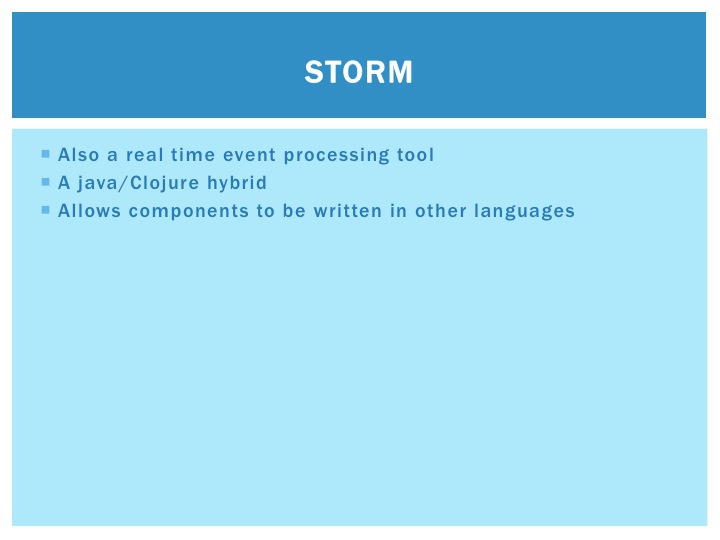 STORM
Also a real time event processing tool
A java/Clojure hybrid
Allows components to be written in other languages